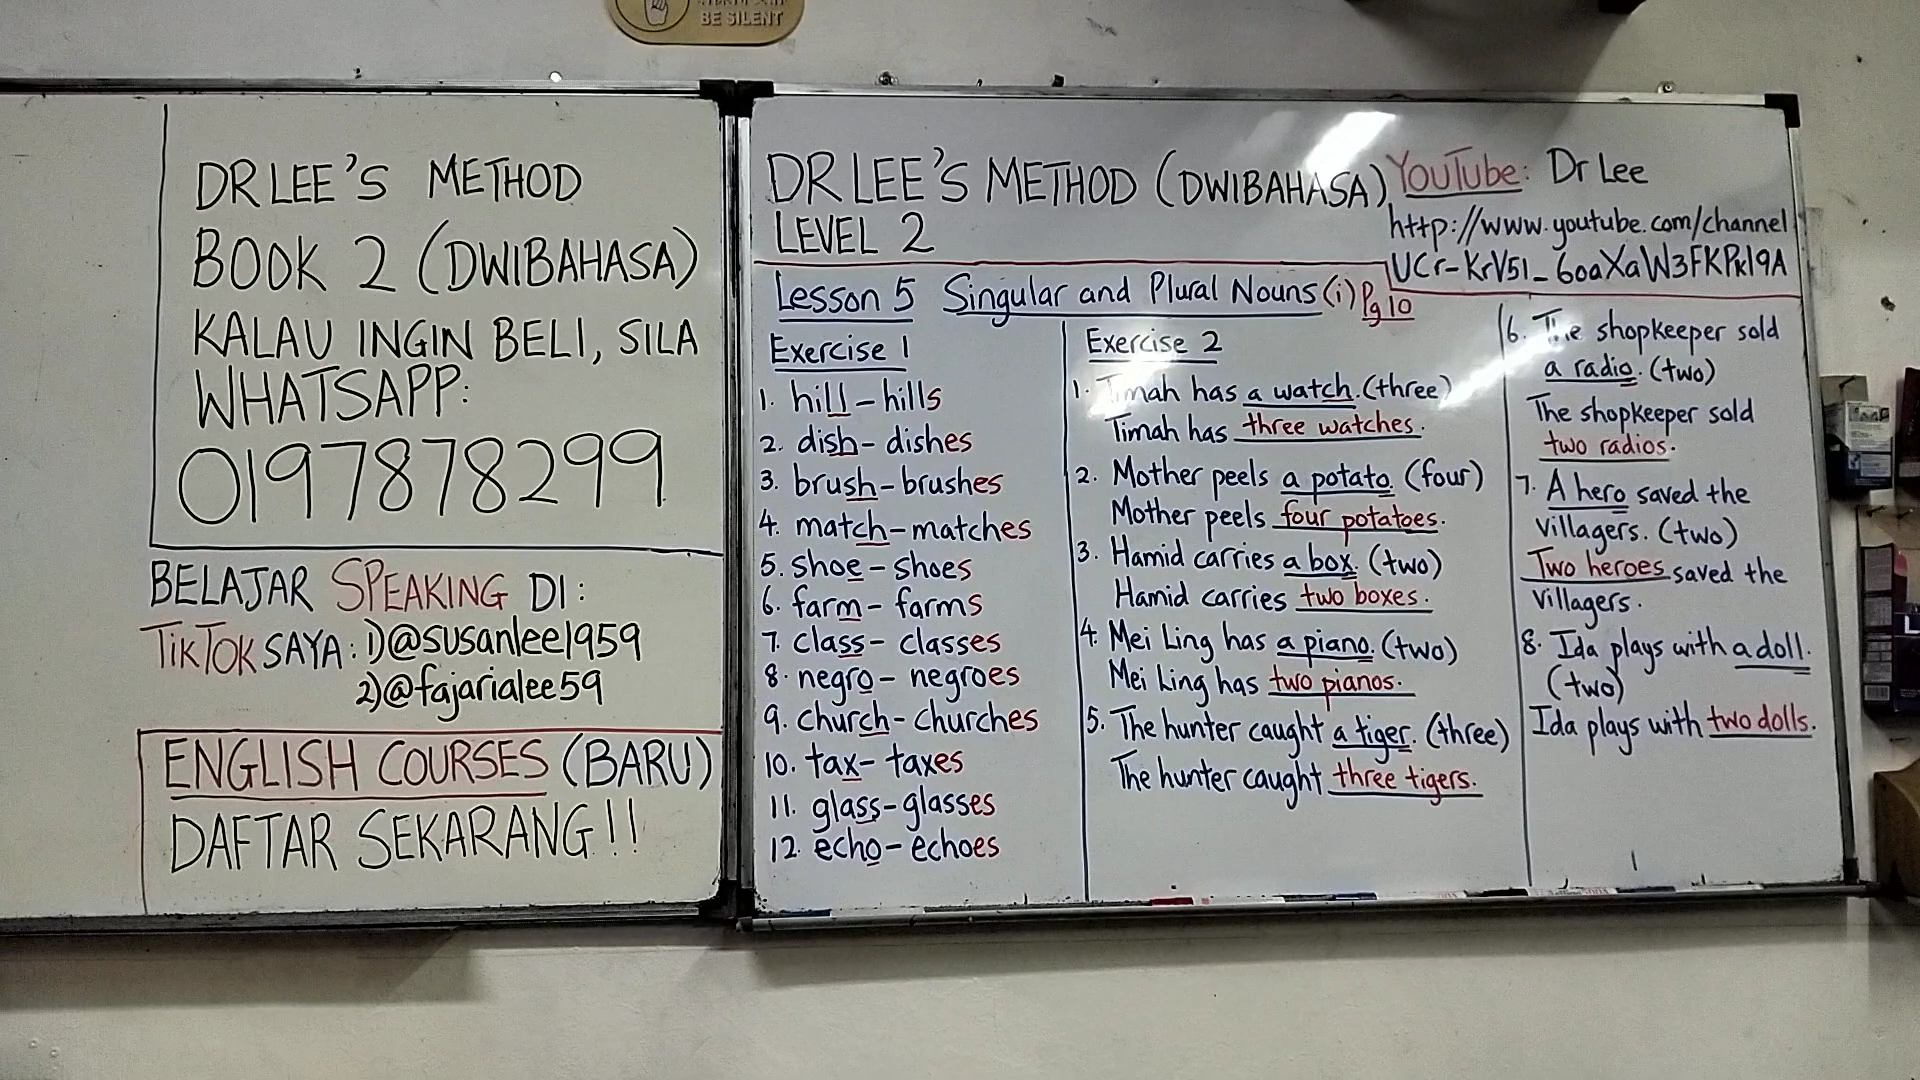 BE SILENT
DR LEE'S METHOD
BOOK 2 (DWIBAHASA)
KALAU INGIN BELI, SILA
WHATSAPP:
0197878299
BELAJAR SPEAKING DI:
TIKTOK SAYA: 1)@susanlee1959
2)@fajarialee59
ENGLISH COURSES (BARU)
DAFTAR SEKARANG!!
DR LEE'S METHOD (DWIBAHASA)
LEVEL 2
YouTube: Dr Lee
http://www.youtube.com/channel
UCr-KrV51_6oaXaW3FKPkl9A
Lesson 5 Singular and Plural Nouns (i) Pg 10
Exercise 1
1. hill - hills
2. dish - dishes
3. brush - brushes
4. match - matches
5. shoe - shoes
6. farm - farms
7. class - classes
8. negro - negroes
9. church - churches
10. tax - taxes
11. glass - glasses
12. echo - echoes
Exercise 2
1. Timah has a watch. (three)
Timah has three watches.
2. Mother peels a potato. (four)
Mother peels four potatoes.
3. Hamid carries a box. (two)
Hamid carries two boxes.
4. Mei Ling has a piano. (two)
Mei Ling has two pianos.
5. The hunter caught a tiger. (three)
The hunter caught three tigers.
6. The shopkeeper sold
a radio. (two)
The shopkeeper sold
two radios.
7. A hero saved the
villagers. (two)
Two heroes saved the
villagers.
8. Ida plays with a doll.
(two)
Ida plays with two dolls.